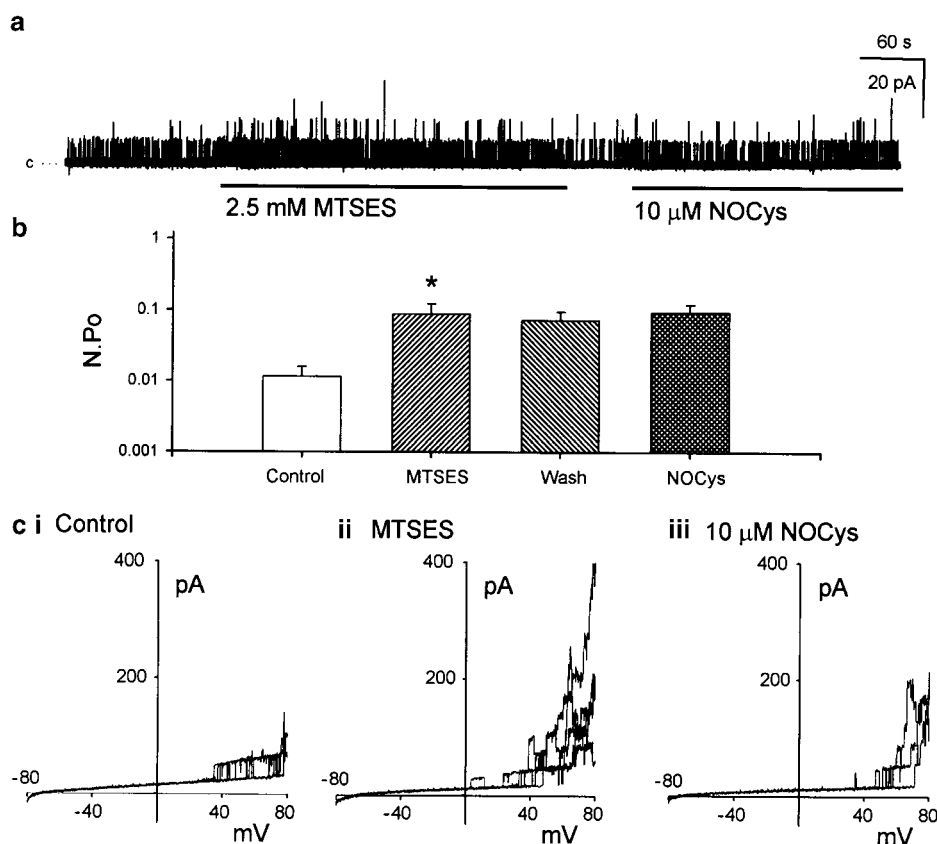 a
60 s
20 pA
c
2.5 mM MTSES
10 μM NOCys
b
1
0.1
0.01
0.001
N.Po
*
Control
MTSES
Wash
NOCys
c i Control
ii MTSES
iii 10 μM NOCys
400
pA
200
-80
-40
40
80
mV
400
pA
200
-80
-40
40
80
mV
400
pA
200
-80
-40
40
80
mV